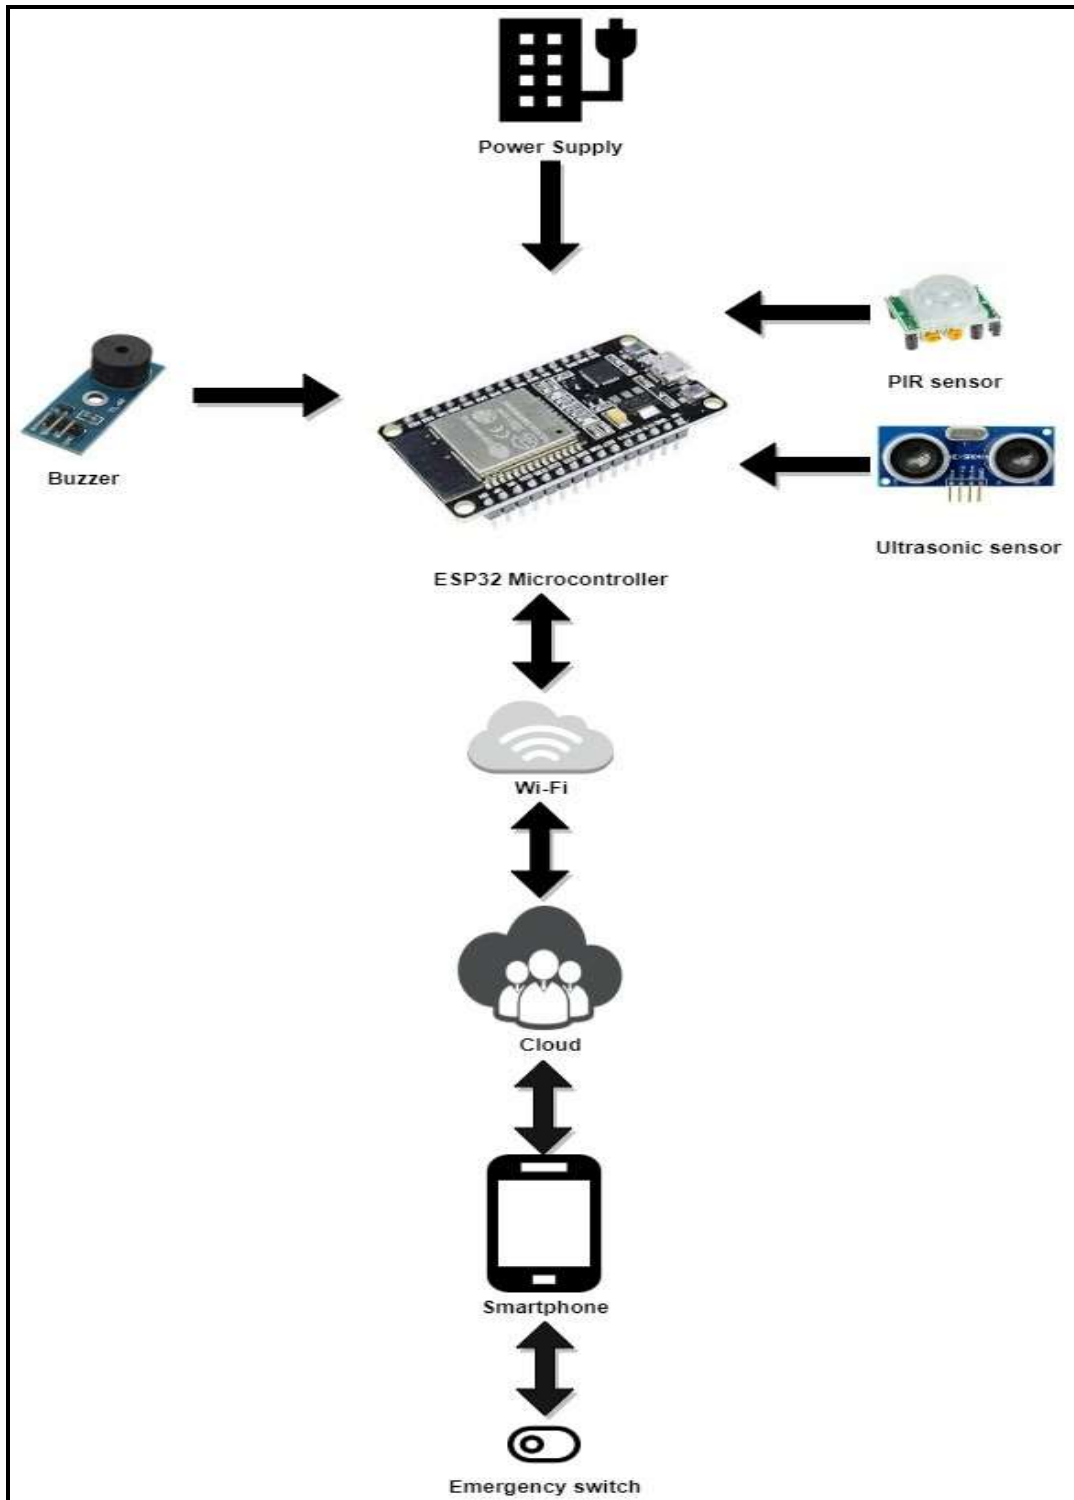 Power Supply
PIR sensor
Buzzer
Ultrasonic sensor
ESP32 Microcontroller
Wi-Fi
Cloud
Smartphone
Emergency switch